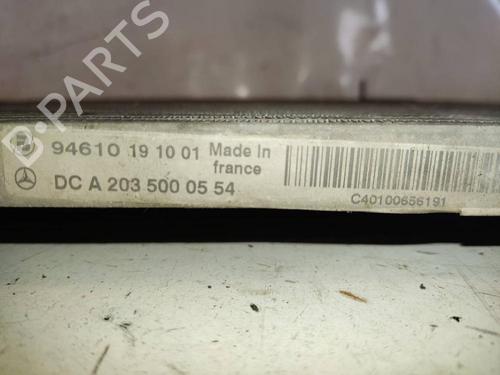 94610 19 10 01 Made In
france
DC A 203 500 05 54
C40100656191
B-PARTS